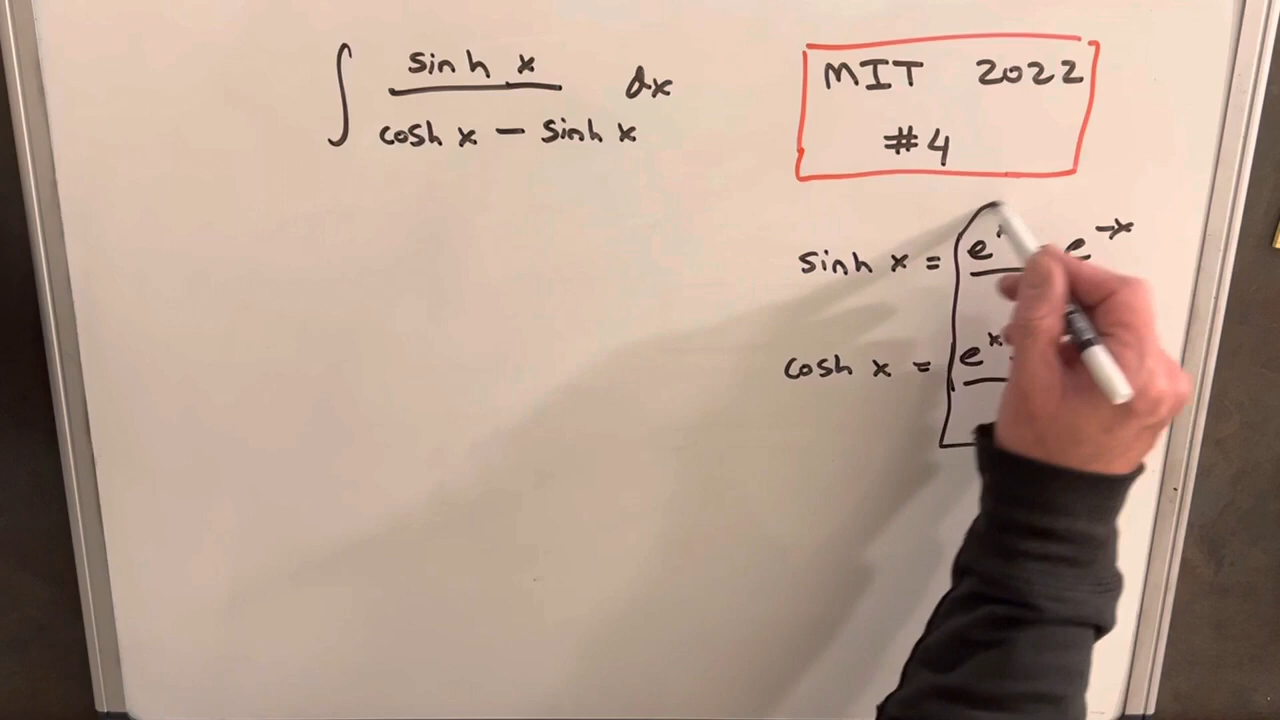 ∫ sinh x / cosh x − sinh x dx
MIT 2022
#4
sinh x = e e^-x
cosh x = e^x